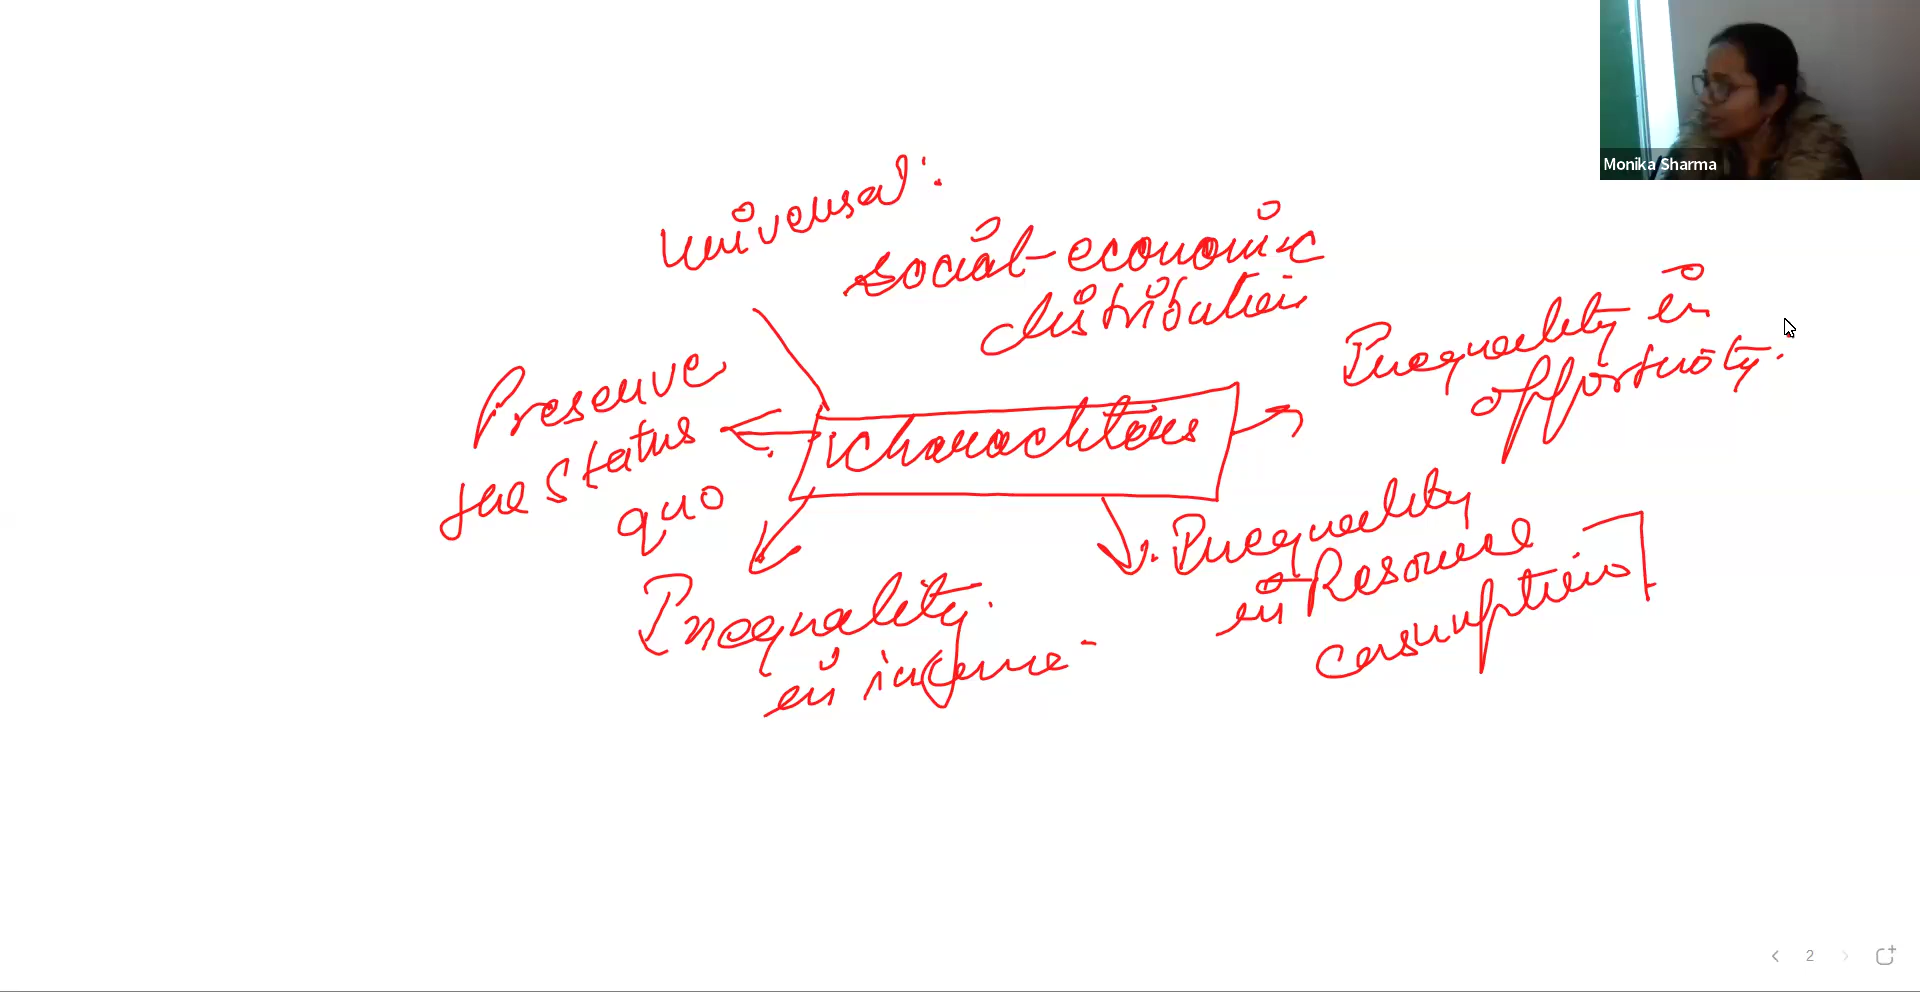 Monika Sharma
universal:
social-economic
distribution
Inequality in
opportunity.
Preserve
the status
quo
Characters
Inequality
in Resource
consumption
Inequality.
in income
2